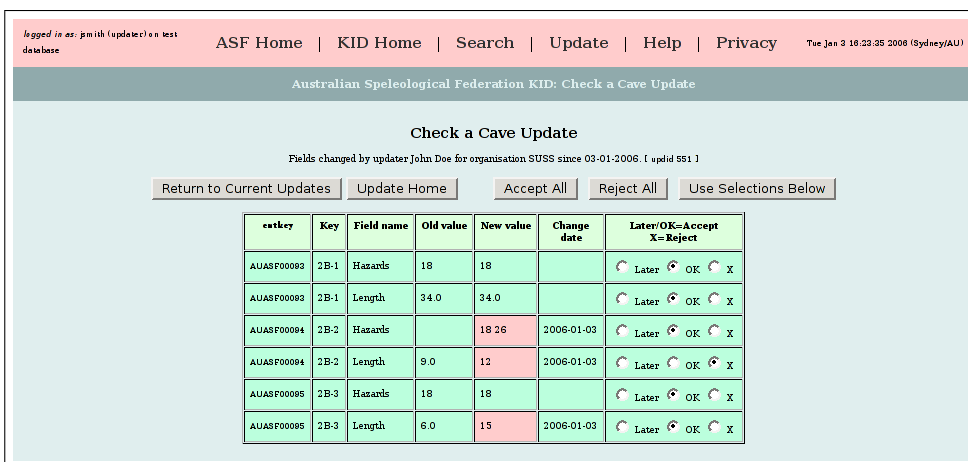 logged in as: jsmith (updater) on test database
ASF Home | KID Home | Search | Update | Help | Privacy
Tue Jan 3 16:23:35 2006 (Sydney/AU)
Australian Speleological Federation KID: Check a Cave Update
Check a Cave Update
Fields changed by updater John Doe for organisation SUSS since 03-01-2006. [ updid 551 ]
Return to Current Updates Update Home Accept All Reject All Use Selections Below
entkey Key Field name Old value New value Change date Later/OK=Accept X=Reject
AUASF00093 2B-1 Hazards 18 18 Later OK X
AUASF00093 2B-1 Length 34.0 34.0 Later OK X
AUASF00094 2B-2 Hazards 18 26 2006-01-03 Later OK X
AUASF00094 2B-2 Length 9.0 12 2006-01-03 Later OK X
AUASF00095 2B-3 Hazards 18 18 Later OK X
AUASF00095 2B-3 Length 6.0 15 2006-01-03 Later OK X